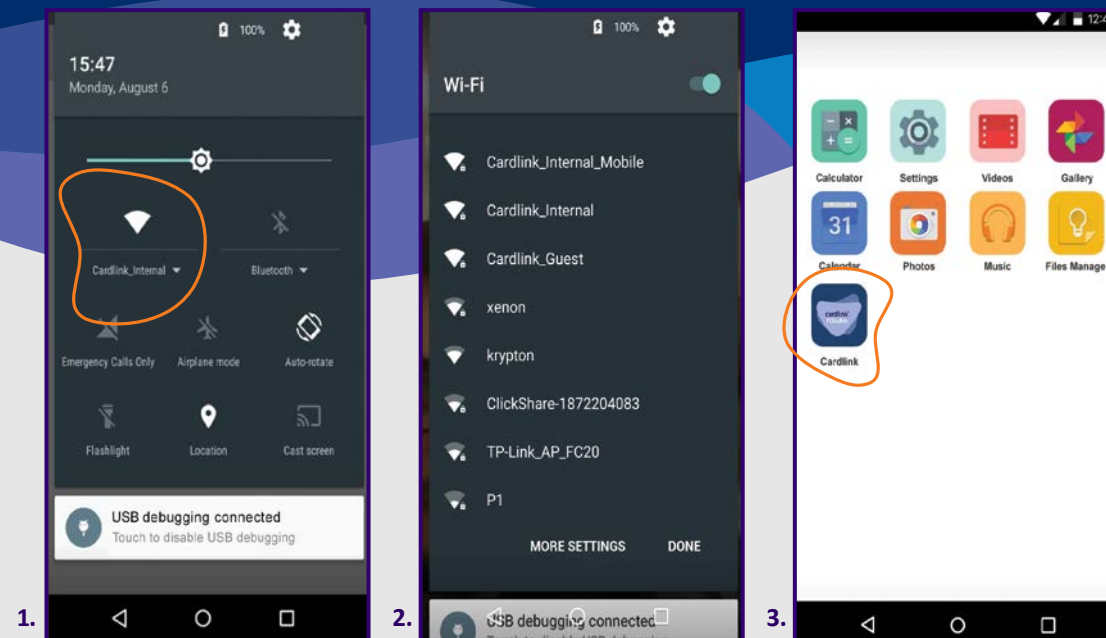 100%
15:47
Monday, August 6
Cardlink_Internal
Bluetooth
Emergency Calls Only
Airplane mode
Auto-rotate
Flashlight
Location
Cast screen
USB debugging connected
Touch to disable USB debugging
1.
100%
Wi-Fi
Cardlink_Internal_Mobile
Cardlink_Internal
Cardlink_Guest
xenon
krypton
ClickShare-1872204083
TP-Link_AP_FC20
P1
MORE SETTINGS DONE
USB debugging connected
2.
Calculator Settings Videos Gallery
31
Calendar Photos Music Files Manage
cardlink
Cardlink
3.